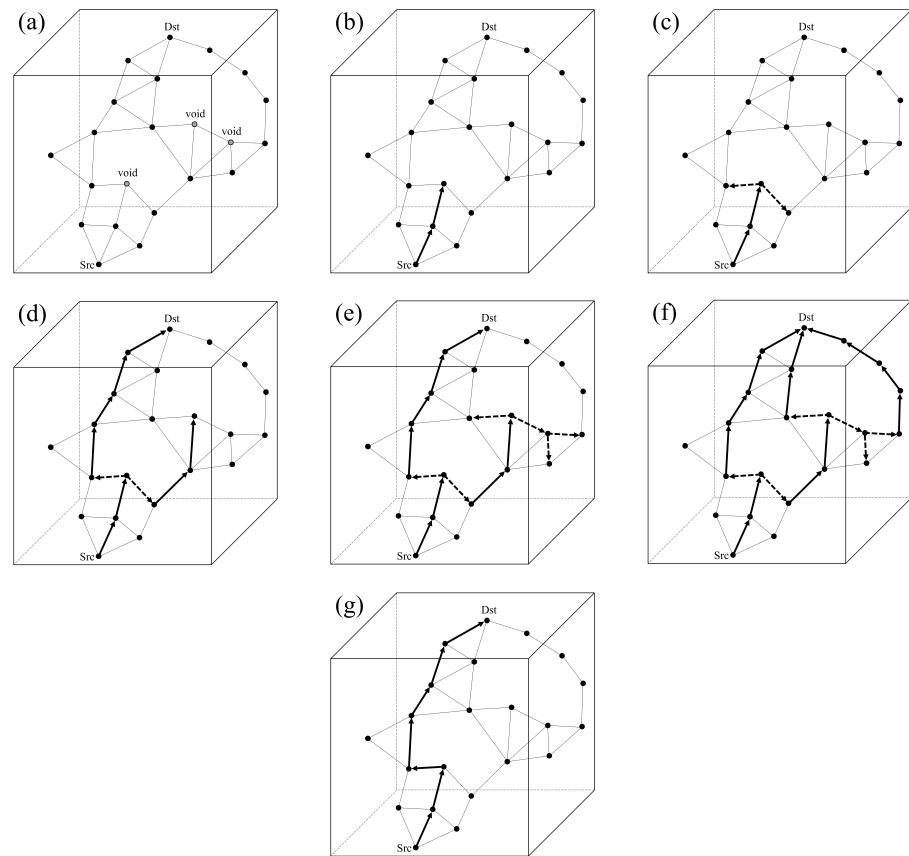 (a)
Dst
void
void
void
Src
(b)
Dst
Src
(c)
Dst
Src
(d)
Dst
Src
(e)
Dst
Src
(f)
Dst
Src
(g)
Dst
Src